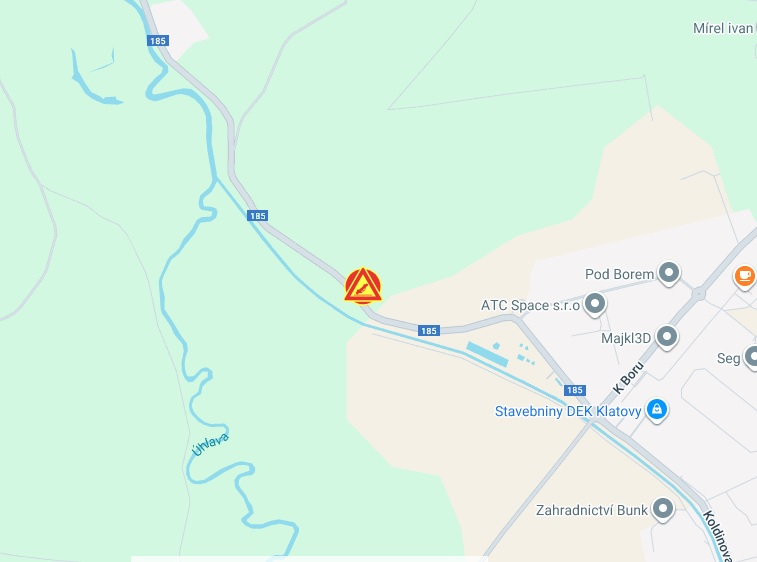 Mírel ivan
185
185
Pod Borem
ATC Space s.r.o
185
Majkl3D
Seg
K Boru
185
Stavebniny DEK Klatovy
Úhlava
Zahradnictví Bunk
Koldinova